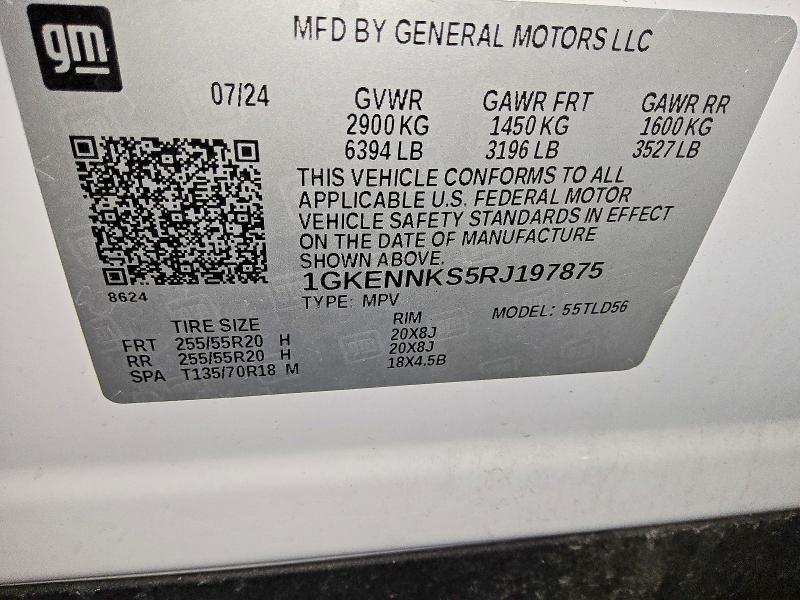 gm
MFD BY GENERAL MOTORS LLC
07/24 GVWR GAWR FRT GAWR RR
2900 KG 1450 KG 1600 KG
6394 LB 3196 LB 3527 LB
THIS VEHICLE CONFORMS TO ALL
APPLICABLE U.S. FEDERAL MOTOR
VEHICLE SAFETY STANDARDS IN EFFECT
ON THE DATE OF MANUFACTURE
SHOWN ABOVE.
1GKENNKS5RJ197875
8624
TYPE: MPV MODEL: 55TLD56
TIRE SIZE RIM
FRT 255/55R20 H 20X8J
RR 255/55R20 H 20X8J
SPA T135/70R18 M 18X4.5B